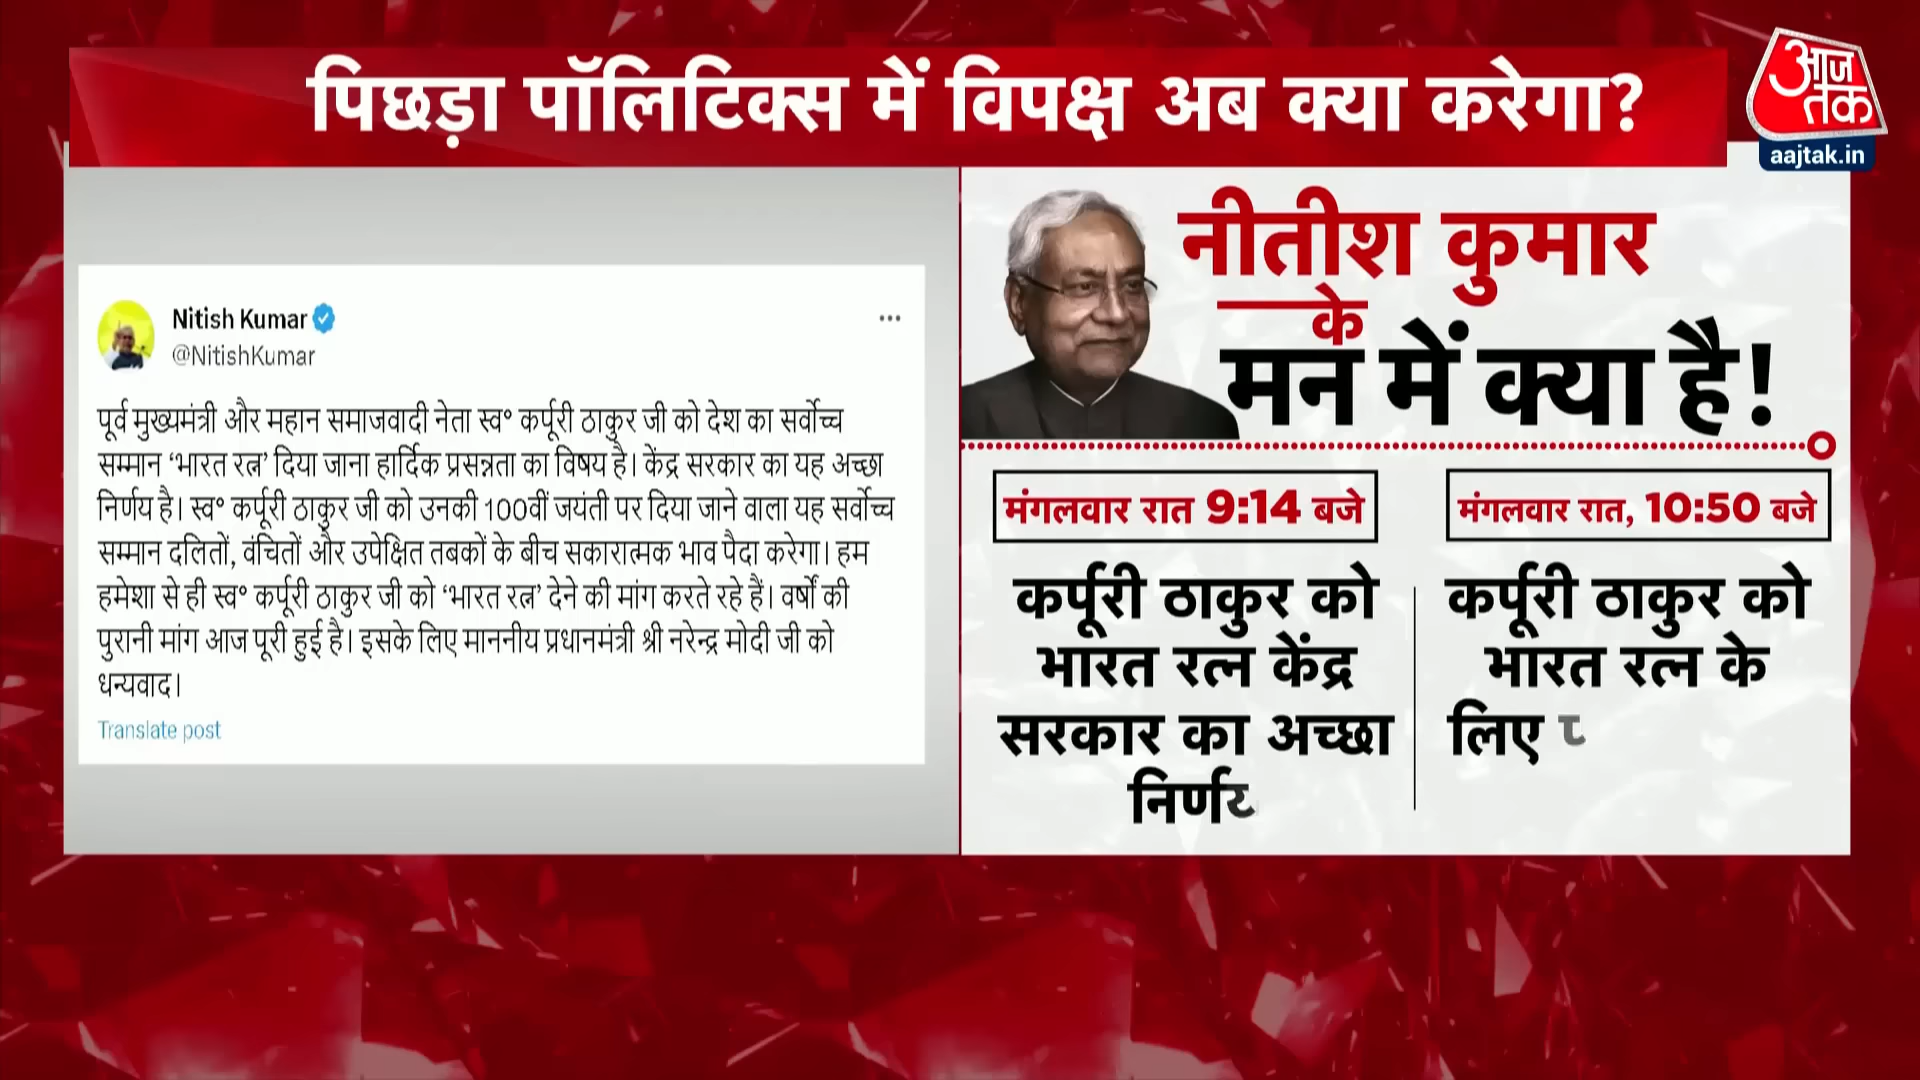 पिछड़ा पॉलिटिक्स में विपक्ष अब क्या करेगा?
आज
तक
aajtak.in
Nitish Kumar
@NitishKumar
पूर्व मुख्यमंत्री और महान समाजवादी नेता स्व० कर्पूरी ठाकुर जी को देश का सर्वोच्च
सम्मान ‘भारत रत्न’ दिया जाना हार्दिक प्रसन्नता का विषय है। केंद्र सरकार का यह अच्छा
निर्णय है। स्व० कर्पूरी ठाकुर जी को उनकी 100वीं जयंती पर दिया जाने वाला यह सर्वोच्च
सम्मान दलितों, वंचितों और उपेक्षित तबकों के बीच सकारात्मक भाव पैदा करेगा। हम
हमेशा से ही स्व० कर्पूरी ठाकुर जी को ‘भारत रत्न’ देने की मांग करते रहे हैं। वर्षों की
पुरानी मांग आज पूरी हुई है। इसके लिए माननीय प्रधानमंत्री श्री नरेन्द्र मोदी जी को
धन्यवाद।
Translate post
नीतीश कुमार
के
मन में क्या है!
मंगलवार रात 9:14 बजे
कर्पूरी ठाकुर को
भारत रत्न केंद्र
सरकार का अच्छा
निर्णय
मंगलवार रात, 10:50 बजे
कर्पूरी ठाकुर को
भारत रत्न के
लिए